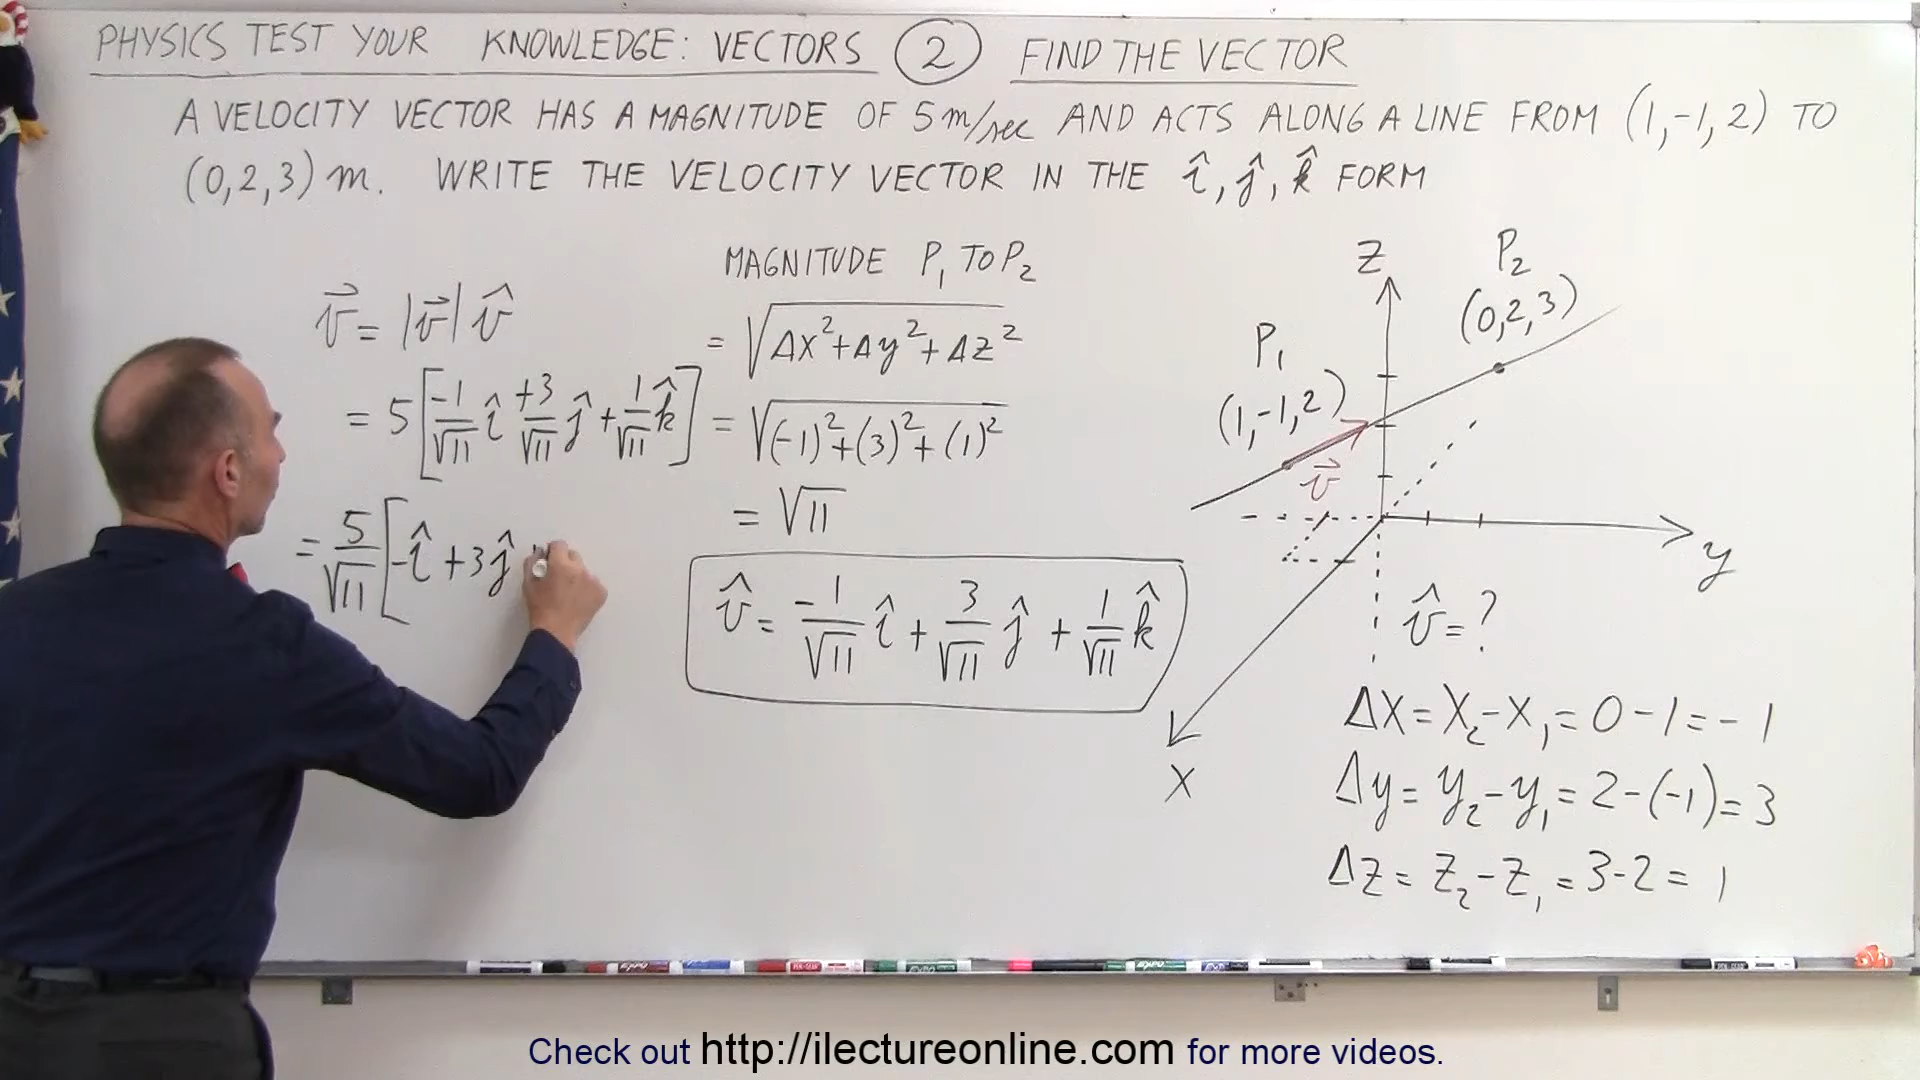 PHYSICS TEST YOUR KNOWLEDGE: VECTORS (2) FIND THE VECTOR
A VELOCITY VECTOR HAS A MAGNITUDE OF 5 m/sec AND ACTS ALONG A LINE FROM (1,-1,2) TO
(0,2,3) m. WRITE THE VELOCITY VECTOR IN THE î, ĵ, k̂ FORM
v⃗ = |v⃗| v̂
= 5 [-1/√11 î +3/√11 ĵ + 1/√11 k̂]
= 5/√11 [-î + 3ĵ
MAGNITUDE P₁ TO P₂
= √Δx²+Δy²+Δz²
= √(-1)²+(3)²+(1)²
= √11
v̂ = -1/√11 î + 3/√11 ĵ + 1/√11 k̂
Z
P₂
(0,2,3)
P₁
(1,-1,2)
v⃗
y
x
v̂ = ?
Δx = x₂-x₁ = 0-1 = -1
Δy = y₂-y₁ = 2-(-1) = 3
Δz = z₂-z₁ = 3-2 = 1
Check out http://ilectureonline.com for more videos.